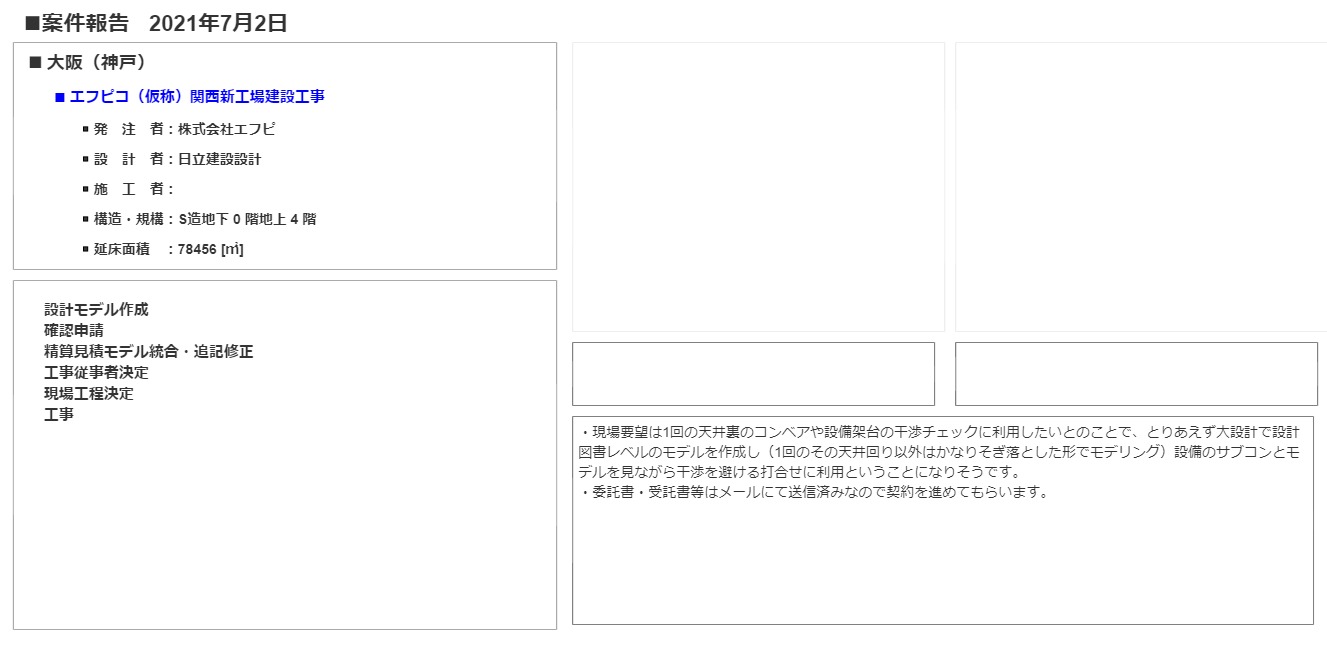 ■案件報告 2021年7月2日
■ 大阪（神戸）
■ エフピコ（仮称）関西新工場建設工事
▪ 発　注　者：株式会社エフピ
▪ 設　計　者：日立建設設計
▪ 施　工　者：
▪ 構造・規構：S造地下 0 階地上 4 階
▪ 延床面積　：78456 [㎡]
設計モデル作成
確認申請
精算見積モデル統合・追記修正
工事従事者決定
現場工程決定
工事
・現場要望は1回の天井裏のコンベアや設備架台の干渉チェックに利用したいとのことで、とりあえず大設計で設計
図書レベルのモデルを作成し（1回のその天井回り以外はかなりそぎ落とした形でモデリング）設備のサブコンとモ
デルを見ながら干渉を避ける打合せに利用ということになりそうです。
・委託書・受託書等はメールにて送信済みなので契約を進めてもらいます。